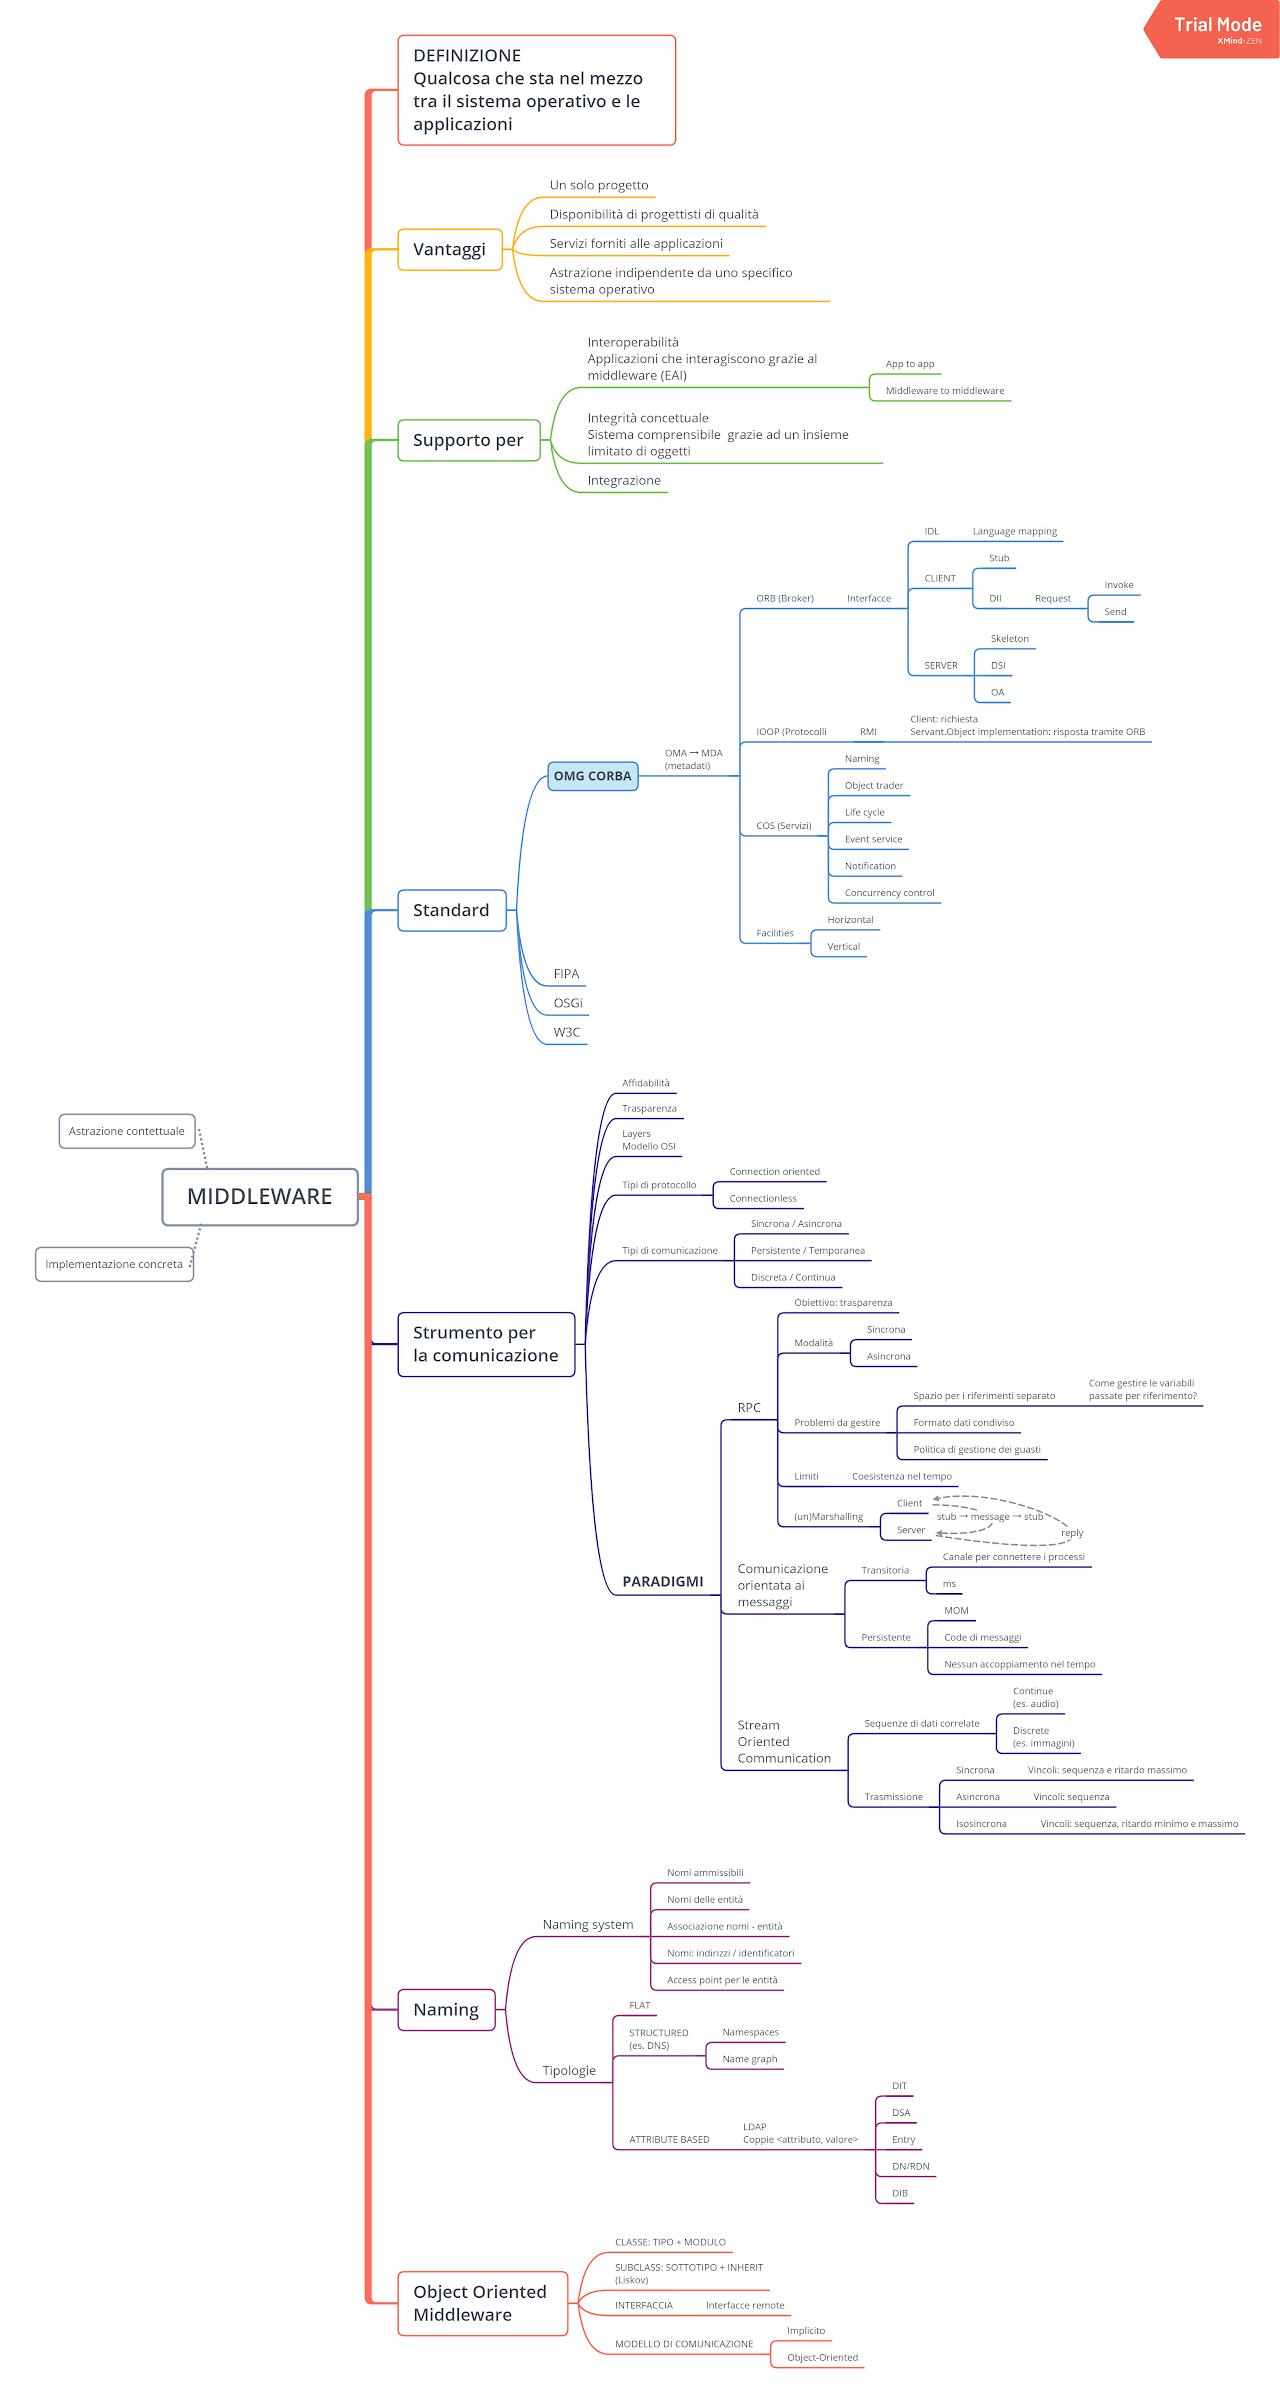 Trial Mode
XMind:ZEN
DEFINIZIONE
Qualcosa che sta nel mezzo
tra il sistema operativo e le
applicazioni
Vantaggi
Un solo progetto
Disponibilità di progettisti di qualità
Servizi forniti alle applicazioni
Astrazione indipendente da uno specifico
sistema operativo
Supporto per
Interoperabilità
Applicazioni che interagiscono grazie al
middleware (EAI)
App to app
Middleware to middleware
Integrità concettuale
Sistema comprensibile  grazie ad un insieme
limitato di oggetti
Integrazione
Standard
OMG CORBA
OMA → MDA
(metadati)
ORB (Broker)
Interfacce
IDL
Language mapping
CLIENT
Stub
DII
Request
Invoke
Send
SERVER
Skeleton
DSI
OA
IOOP (Protocolli
RMI
Client: richiesta
Servant.Object implementation: risposta tramite ORB
COS (Servizi)
Naming
Object trader
Life cycle
Event service
Notification
Concurrency control
Facilities
Horizontal
Vertical
FIPA
OSGi
W3C
Astrazione contettuale
MIDDLEWARE
Implementazione concreta
Strumento per
la comunicazione
Affidabilità
Trasparenza
Layers
Modello OSI
Tipi di protocollo
Connection oriented
Connectionless
Tipi di comunicazione
Sincrona / Asincrona
Persistente / Temporanea
Discreta / Continua
PARADIGMI
RPC
Obiettivo: trasparenza
Modalità
Sincrona
Asincrona
Problemi da gestire
Spazio per i riferimenti separato
Come gestire le variabili
passate per riferimento?
Formato dati condiviso
Politica di gestione dei guasti
Limiti
Coesistenza nel tempo
(un)Marshalling
Client
Server
stub → message → stub
reply
Comunicazione
orientata ai
messaggi
Transitoria
Canale per connettere i processi
ms
Persistente
MOM
Code di messaggi
Nessun accoppiamento nel tempo
Stream
Oriented
Communication
Sequenze di dati correlate
Continue
(es. audio)
Discrete
(es. immagini)
Trasmissione
Sincrona
Vincoli: sequenza e ritardo massimo
Asincrona
Vincoli: sequenza
Isosincrona
Vincoli: sequenza, ritardo minimo e massimo
Naming
Naming system
Nomi ammissibili
Nomi delle entità
Associazione nomi - entità
Nomi: indirizzi / identificatori
Access point per le entità
Tipologie
FLAT
STRUCTURED
(es. DNS)
Namespaces
Name graph
ATTRIBUTE BASED
LDAP
Coppie <attributo, valore>
DIT
DSA
Entry
DN/RDN
DIB
Object Oriented
Middleware
CLASSE: TIPO + MODULO
SUBCLASS: SOTTOTIPO + INHERIT
(Liskov)
INTERFACCIA
Interfacce remote
MODELLO DI COMUNICAZIONE
Implicito
Object-Oriented